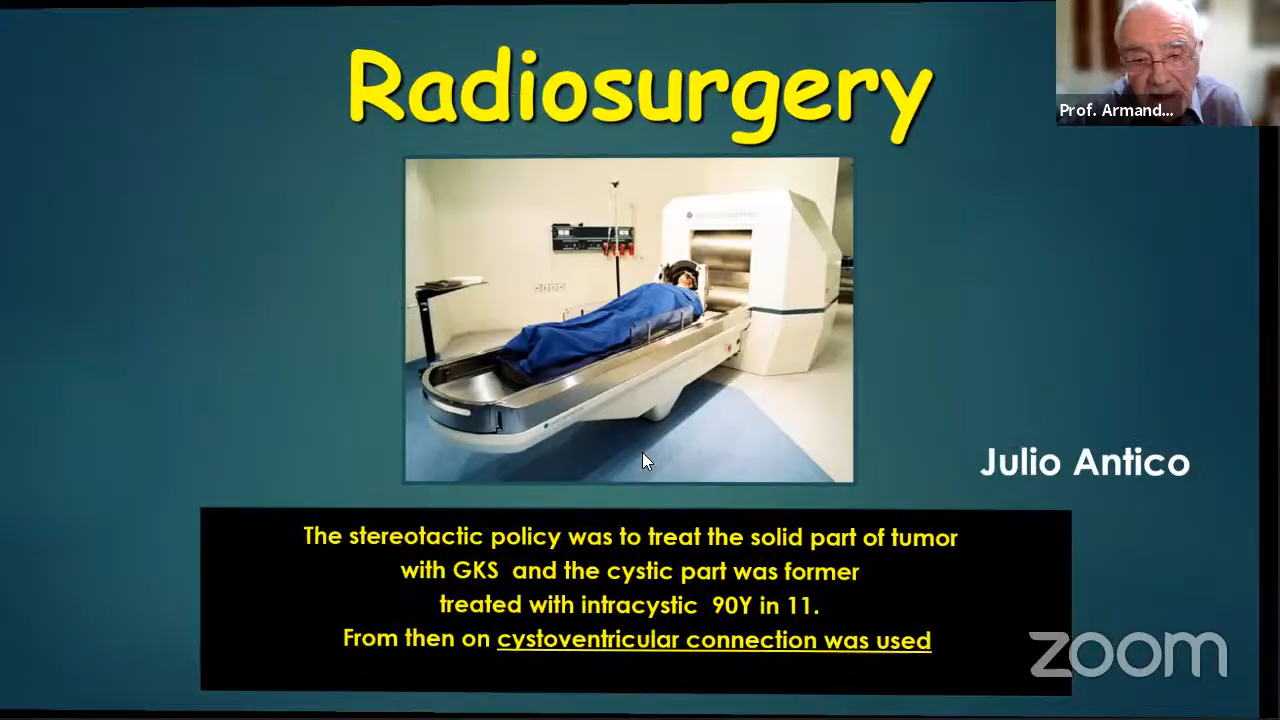 Radiosurgery
Prof. Armand...
Julio Antico
The stereotactic policy was to treat the solid part of tumor
with GKS and the cystic part was former
treated with intracystic 90Y in 11.
From then on cystoventricular connection was used
zoom